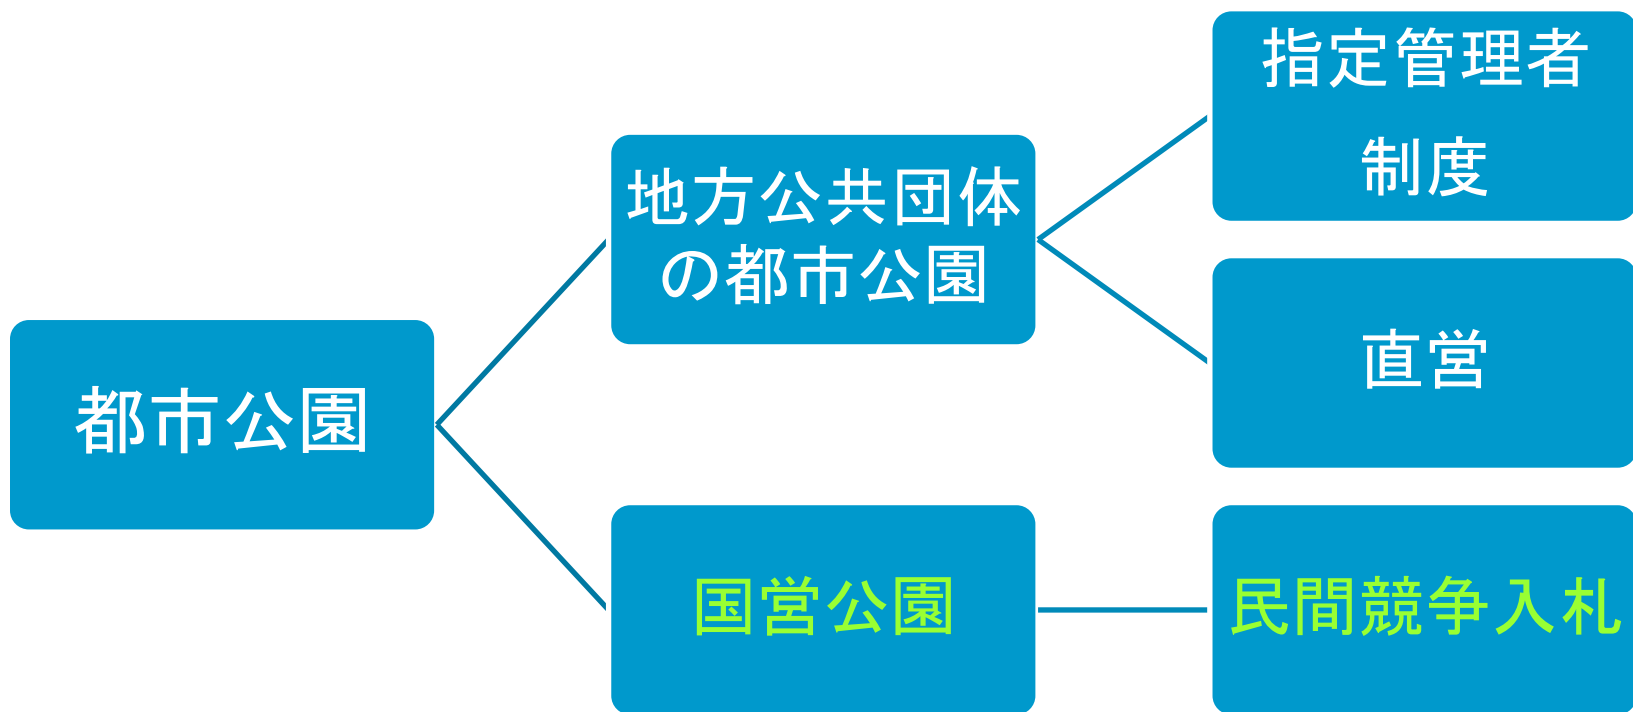 都市公園
地方公共団体
の都市公園
指定管理者
制度
直営
国営公園
民間競争入札